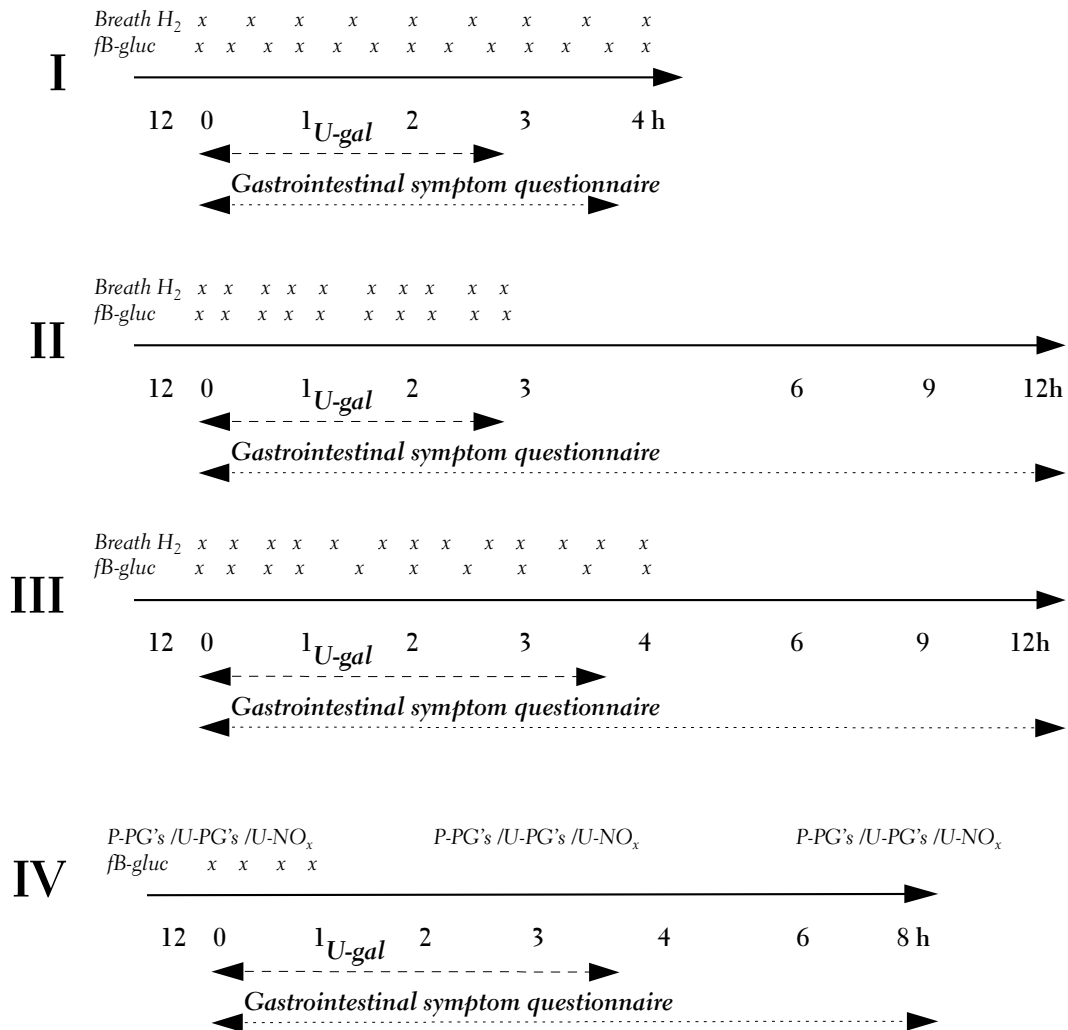 Breath H₂ x x x x x x x x x
fB-gluc x x x x x x x x x x x x x
I
12 0 1 2 3 4 h
U-gal
Gastrointestinal symptom questionnaire
Breath H₂ x x x x x x x x x x
fB-gluc x x x x x x x x x x
II
12 0 1 2 3 6 9 12h
U-gal
Gastrointestinal symptom questionnaire
Breath H₂ x x x x x x x x x x x x x
fB-gluc x x x x x x x x x x
III
12 0 1 2 3 4 6 9 12h
U-gal
Gastrointestinal symptom questionnaire
P-PG's /U-PG's /U-NOₓ P-PG's /U-PG's /U-NOₓ P-PG's /U-PG's /U-NOₓ
fB-gluc x x x x
IV
12 0 1 2 3 4 6 8 h
U-gal
Gastrointestinal symptom questionnaire